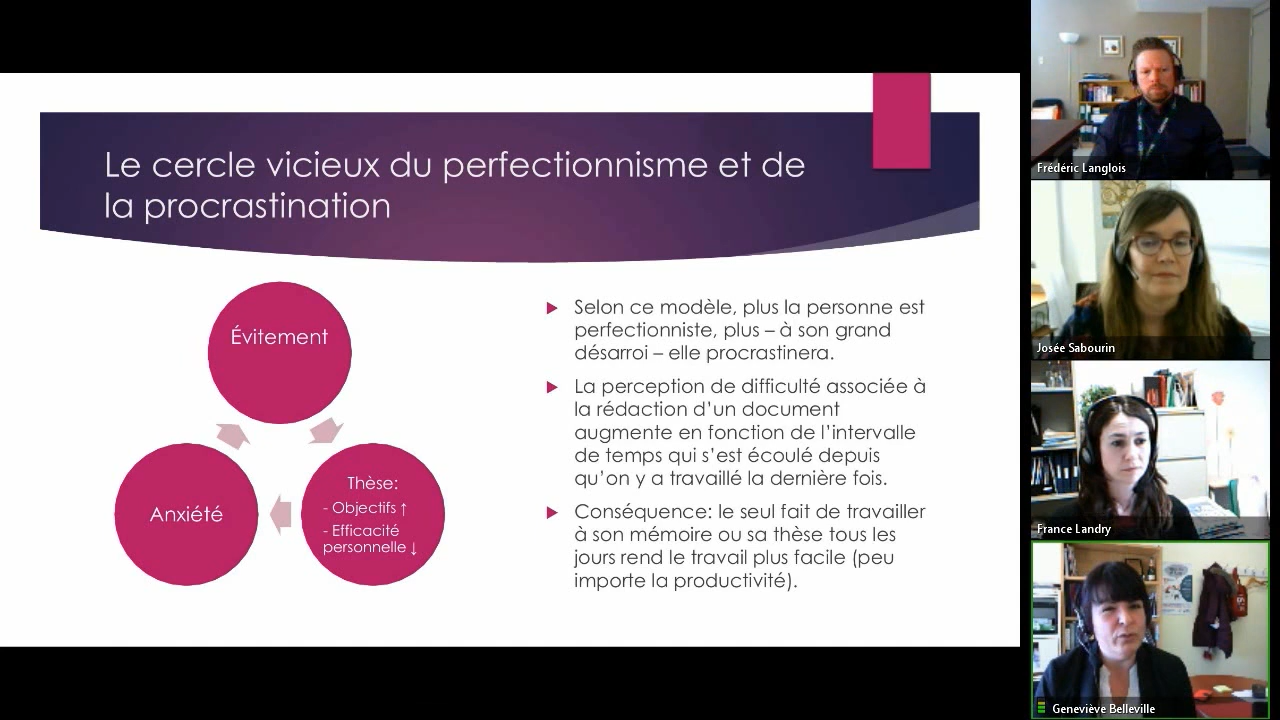 Le cercle vicieux du perfectionnisme et de
la procrastination
Évitement
Anxiété
Thèse:
- Objectifs ↑
- Efficacité
personnelle ↓
Selon ce modèle, plus la personne est
perfectionniste, plus – à son grand
désarroi – elle procrastinera.
La perception de difficulté associée à
la rédaction d'un document
augmente en fonction de l'intervalle
de temps qui s'est écoulé depuis
qu'on y a travaillé la dernière fois.
Conséquence: le seul fait de travailler
à son mémoire ou sa thèse tous les
jours rend le travail plus facile (peu
importe la productivité).
Frédéric Langlois
Josée Sabourin
France Landry
Geneviève Belleville